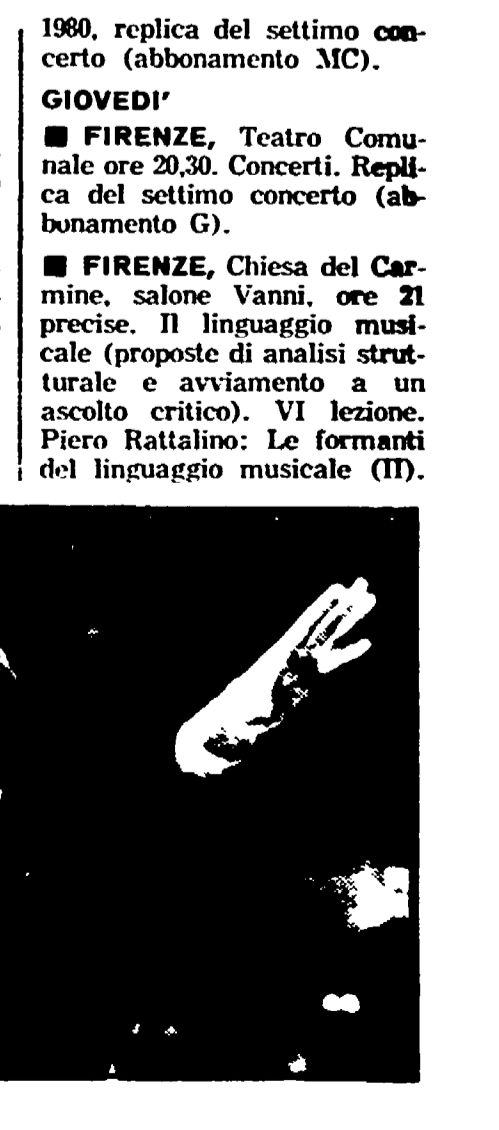 1980, replica del settimo con-
certo (abbonamento MC).
GIOVEDI'
■ FIRENZE, Teatro Comu-
nale ore 20,30. Concerti. Repli-
ca del settimo concerto (ab-
bonamento G).
■ FIRENZE, Chiesa del Car-
mine, salone Vanni, ore 21
precise. Il linguaggio musi-
cale (proposte di analisi strut-
turale e avviamento a un
ascolto critico). VI lezione.
Piero Rattalino: Le formanti
del linguaggio musicale (II).